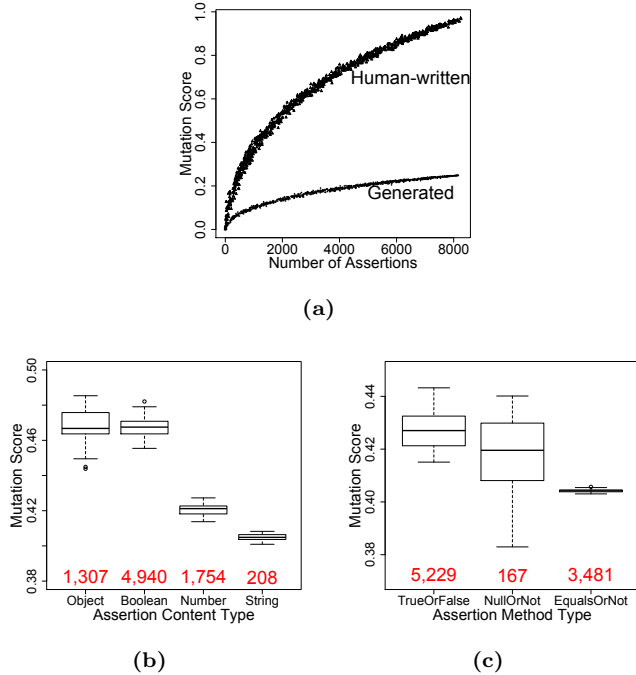 1.0
0.8
0.6
0.4
0.2
0.0
Mutation Score
Human-written
Generated
0 2000 4000 6000 8000
Number of Assertions
(a)
0.50
0.46
0.42
0.38
Mutation Score
1,307 4,940 1,754 208
Object Boolean Number String
Assertion Content Type
(b)
0.44
0.42
0.40
0.38
Mutation Score
5,229 167 3,481
TrueOrFalse NullOrNot EqualsOrNot
Assertion Method Type
(c)